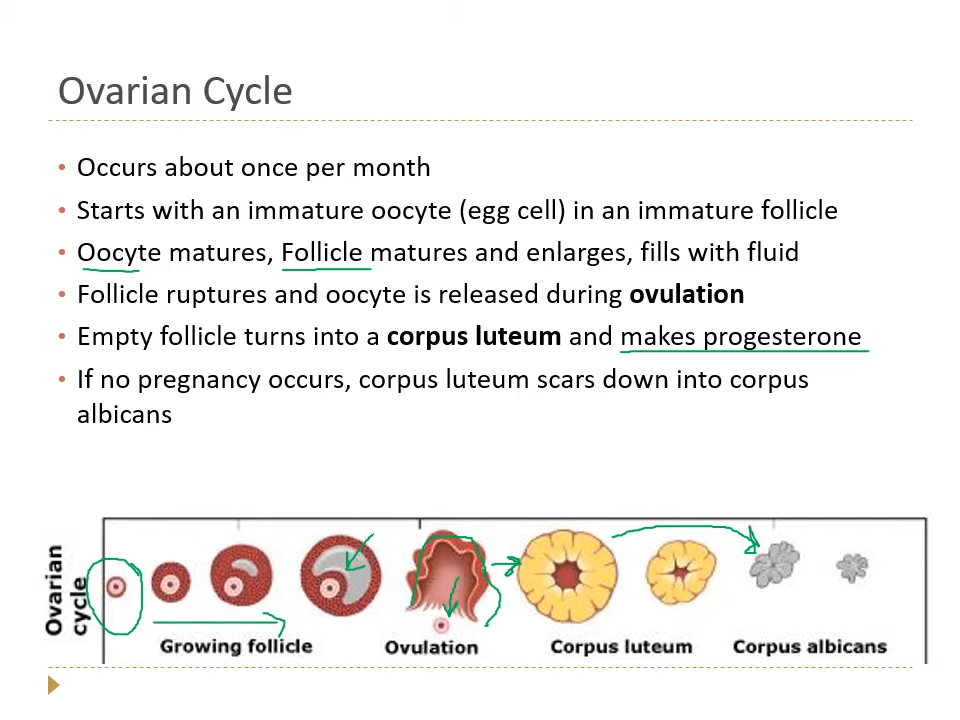 Ovarian Cycle
• Occurs about once per month
• Starts with an immature oocyte (egg cell) in an immature follicle
• Oocyte matures, Follicle matures and enlarges, fills with fluid
• Follicle ruptures and oocyte is released during ovulation
• Empty follicle turns into a corpus luteum and makes progesterone
• If no pregnancy occurs, corpus luteum scars down into corpus
albicans
Ovarian
cycle
Growing follicle
Ovulation
Corpus luteum
Corpus albicans